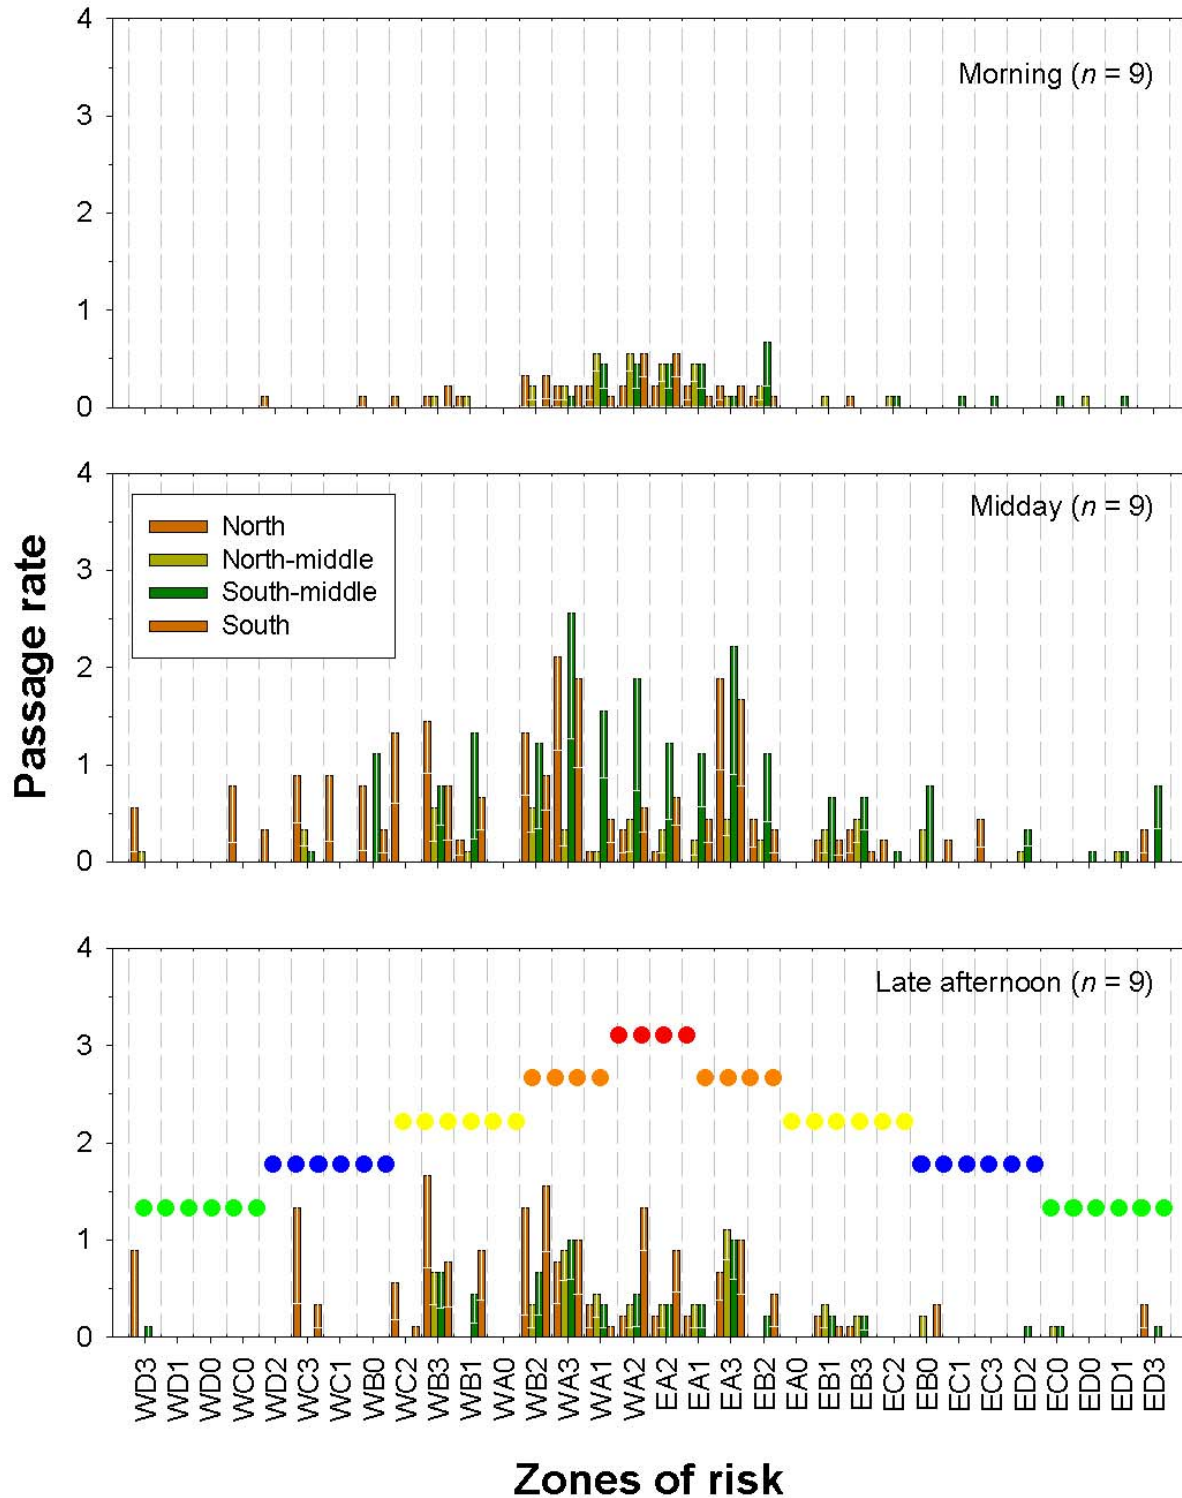 4
Morning (n = 9)
3
2
1
0
4
Midday (n = 9)
3
2
1
0
North
North-middle
South-middle
South
Passage rate
4
Late afternoon (n = 9)
3
2
1
0
WD3
WD1
WD0
WC0
WD2
WC3
WC1
WB0
WC2
WB3
WB1
WA0
WB2
WA3
WA1
WA2
EA2
EA1
EA3
EB2
EA0
EB1
EB3
EC2
EB0
EC1
EC3
ED2
EC0
ED0
ED1
ED3
Zones of risk